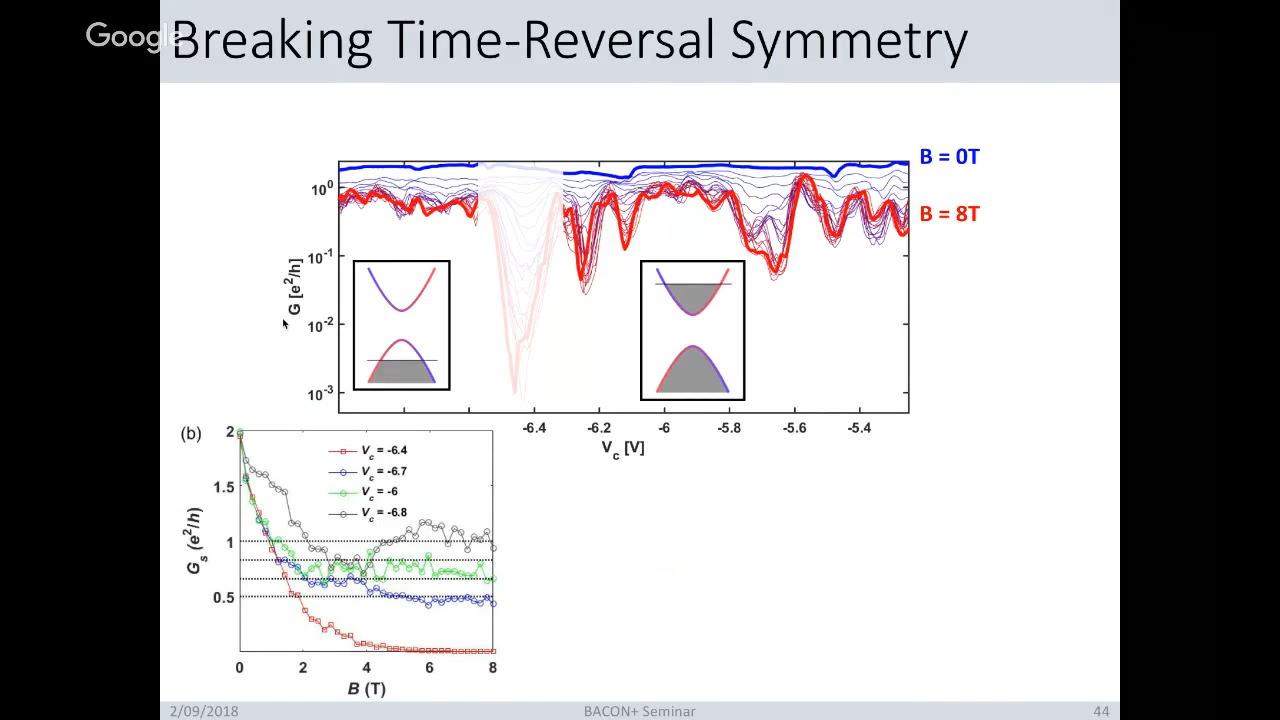 Google
Breaking Time-Reversal Symmetry
B = 0T
B = 8T
10^0
10^-1
10^-2
10^-3
G [e^2/h]
-6.4 -6.2 -6 -5.8 -5.6 -5.4
V_c [V]
(b)
V_c = -6.4
V_c = -6.7
V_c = -6
V_c = -6.8
2
1.5
1
0.5
G_s (e^2/h)
0 2 4 6 8
B (T)
2/09/2018 BACON+ Seminar 44